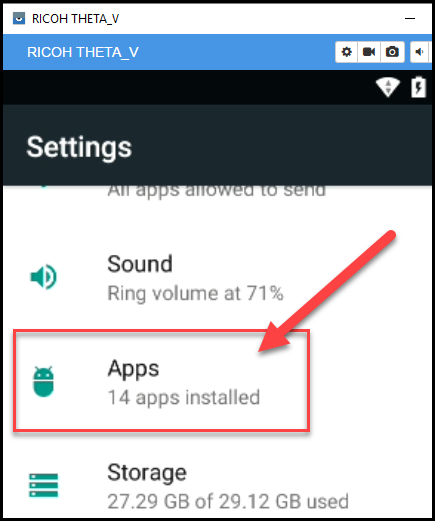 RICOH THETA_V
RICOH THETA_V
Settings
All apps allowed to send
Sound
Ring volume at 71%
Apps
14 apps installed
Storage
27.29 GB of 29.12 GB used